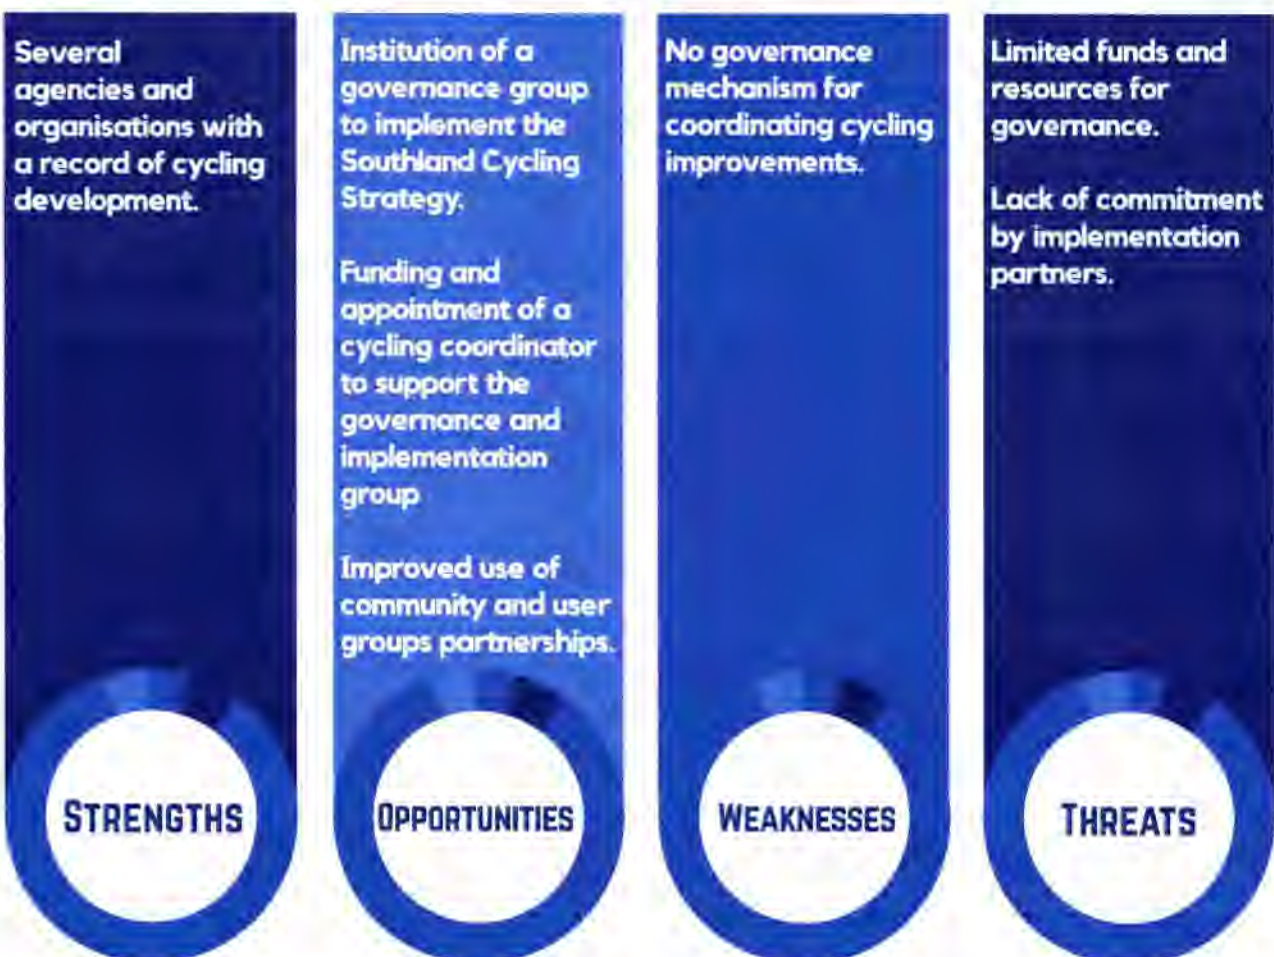 Several
agencies and
organisations with
a record of cycling
development.
STRENGTHS
Institution of a
governance group
to implement the
Southland Cycling
Strategy.
Funding and
appointment of a
cycling coordinator
to support the
governance and
implementation
group
Improved use of
community and user
groups partnerships.
OPPORTUNITIES
No governance
mechanism for
coordinating cycling
improvements.
WEAKNESSES
Limited funds and
resources for
governance.
Lack of commitment
by implementation
partners.
THREATS